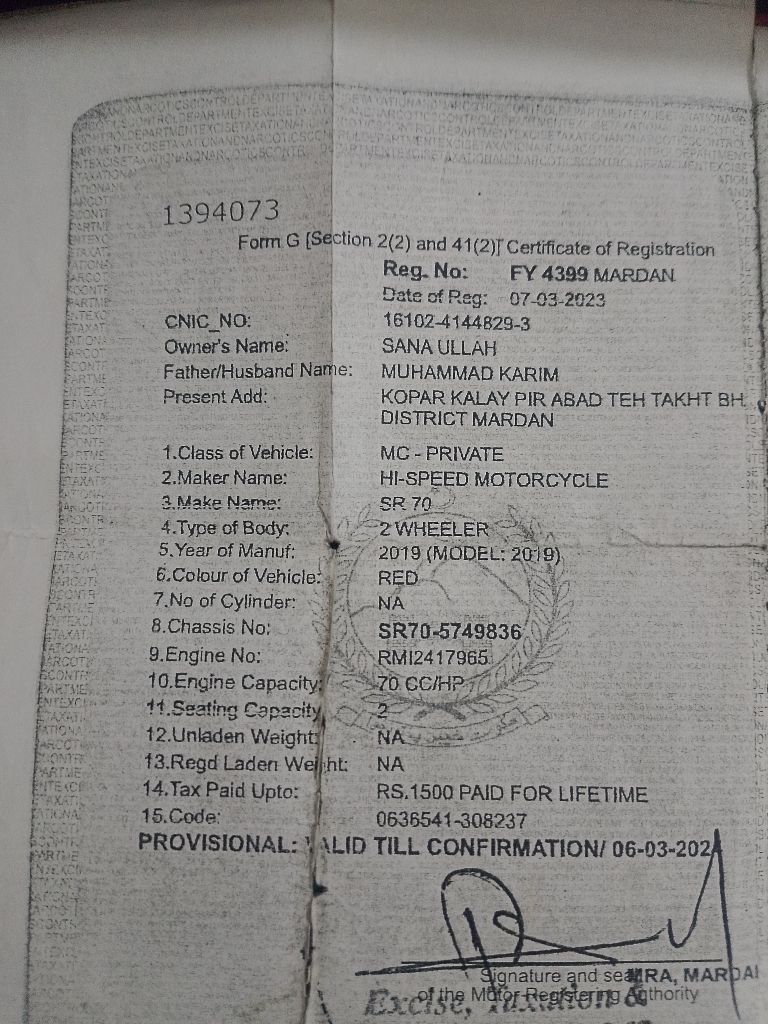 1394073
Form G [Section 2(2) and 41(2)] Certificate of Registration
Reg. No: FY 4399 MARDAN
Date of Reg: 07-03-2023
CNIC_NO: 16102-4144829-3
Owner's Name: SANA ULLAH
Father/Husband Name: MUHAMMAD KARIM
Present Add: KOPAR KALAY PIR ABAD TEH TAKHT BH
DISTRICT MARDAN
1.Class of Vehicle: MC - PRIVATE
2.Maker Name: HI-SPEED MOTORCYCLE
3.Make Name: SR 70
4.Type of Body: 2 WHEELER
5.Year of Manuf: 2019 (MODEL: 2019)
6.Colour of Vehicle: RED
7.No of Cylinder: NA
8.Chassis No: SR70-5749836
9.Engine No: RMI2417965
10.Engine Capacity: 70 CC/HP
11.Seating Capacity 2
12.Unladen Weight: NA
13.Regd Laden Weight: NA
14.Tax Paid Upto: RS.1500 PAID FOR LIFETIME
15.Code: 0636541-308237
PROVISIONAL: VALID TILL CONFIRMATION/ 06-03-2024
Signature and seal MRA, MARDAN
of the Motor Registering Authority
Excise, Taxation &